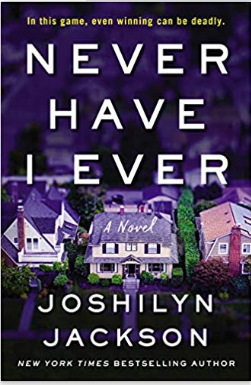 In this game, even winning can be deadly.
NEVER
HAVE
I EVER
A Novel
JOSHILYN
JACKSON
NEW YORK TIMES BESTSELLING AUTHOR